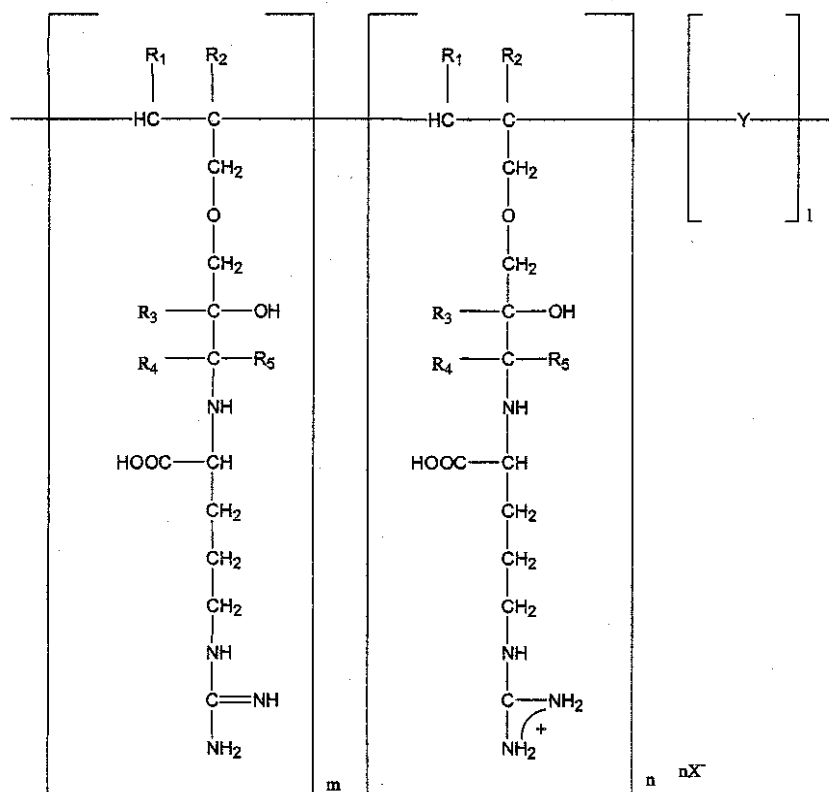 R₁ R₂ R₁ R₂
HC C HC C Y
CH₂ CH₂
O O l
CH₂ CH₂
R₃ C OH R₃ C OH
R₄ C R₅ R₄ C R₅
NH NH
HOOC CH HOOC CH
CH₂ CH₂
CH₂ CH₂
CH₂ CH₂
NH NH
C NH C NH₂
+
NH₂ NH₂
m n nX⁻